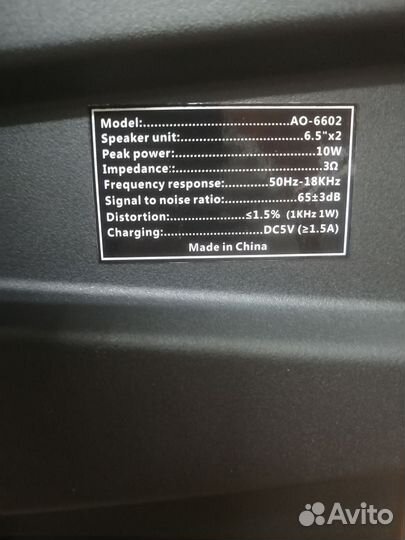 Model:.............................AO-6602
Speaker unit:.........................6.5"x2
Peak power:............................10W
Impedance:..............................3Ω
Frequency response:........50Hz-18KHz
Signal to noise ratio:..............65±3dB
Distortion:................≤1.5% (1KHz 1W)
Charging:......................DC5V (≥1.5A)
Made in China
Avito